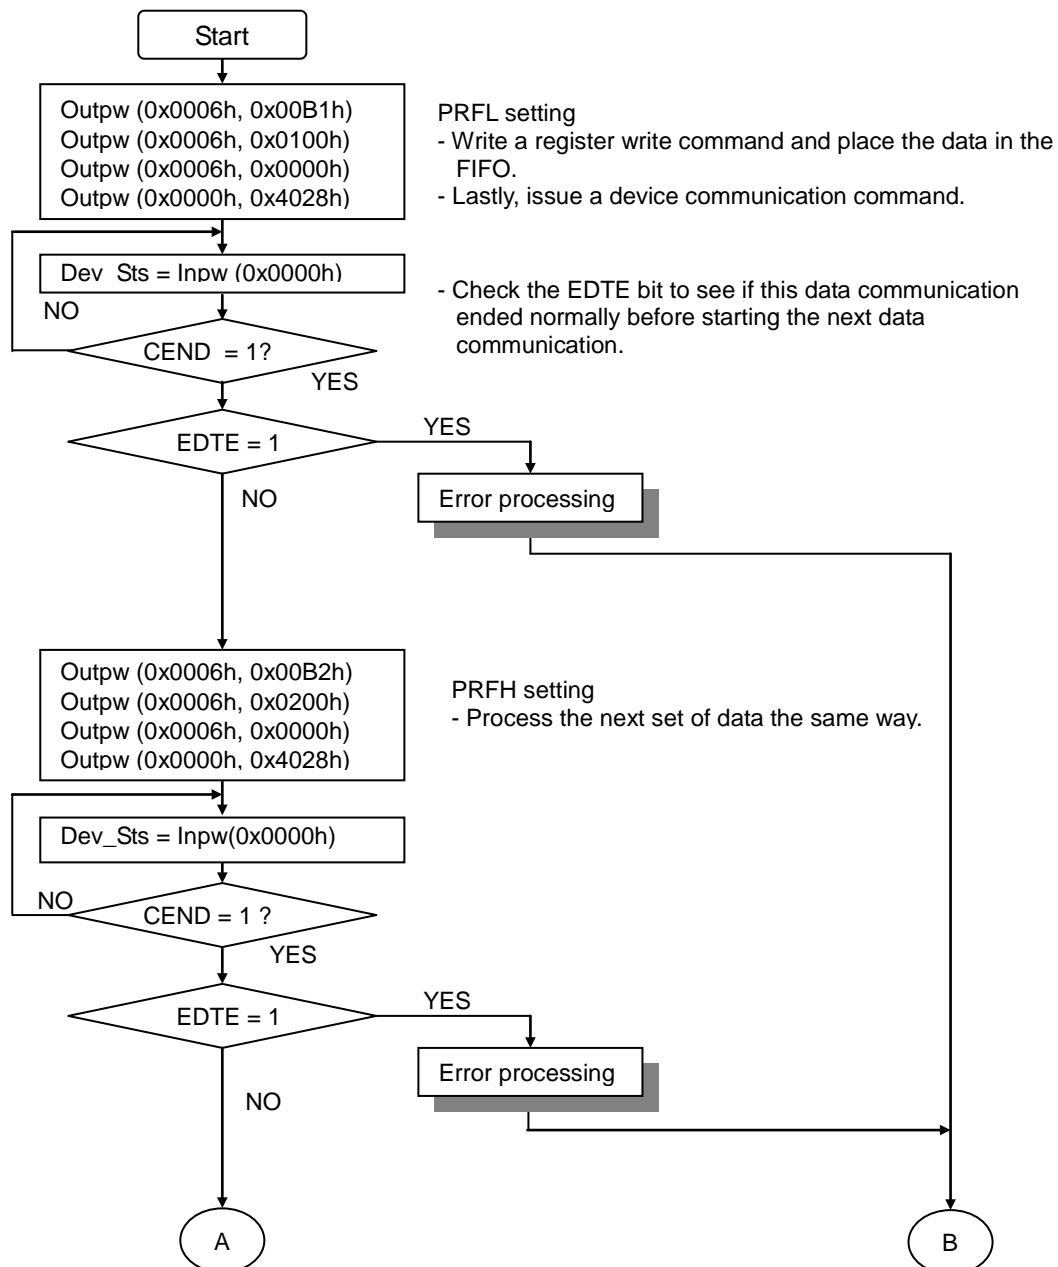 Start
Outpw (0x0006h, 0x00B1h)
Outpw (0x0006h, 0x0100h)
Outpw (0x0006h, 0x0000h)
Outpw (0x0000h, 0x4028h)
PRFL setting
- Write a register write command and place the data in the
FIFO.
- Lastly, issue a device communication command.
Dev_Sts = Inpw (0x0000h)
- Check the EDTE bit to see if this data communication
ended normally before starting the next data
communication.
NO
CEND = 1?
YES
EDTE = 1
YES
NO
Error processing
Outpw (0x0006h, 0x00B2h)
Outpw (0x0006h, 0x0200h)
Outpw (0x0006h, 0x0000h)
Outpw (0x0000h, 0x4028h)
PRFH setting
- Process the next set of data the same way.
Dev_Sts = Inpw(0x0000h)
NO
CEND = 1 ?
YES
EDTE = 1
YES
NO
Error processing
A
B